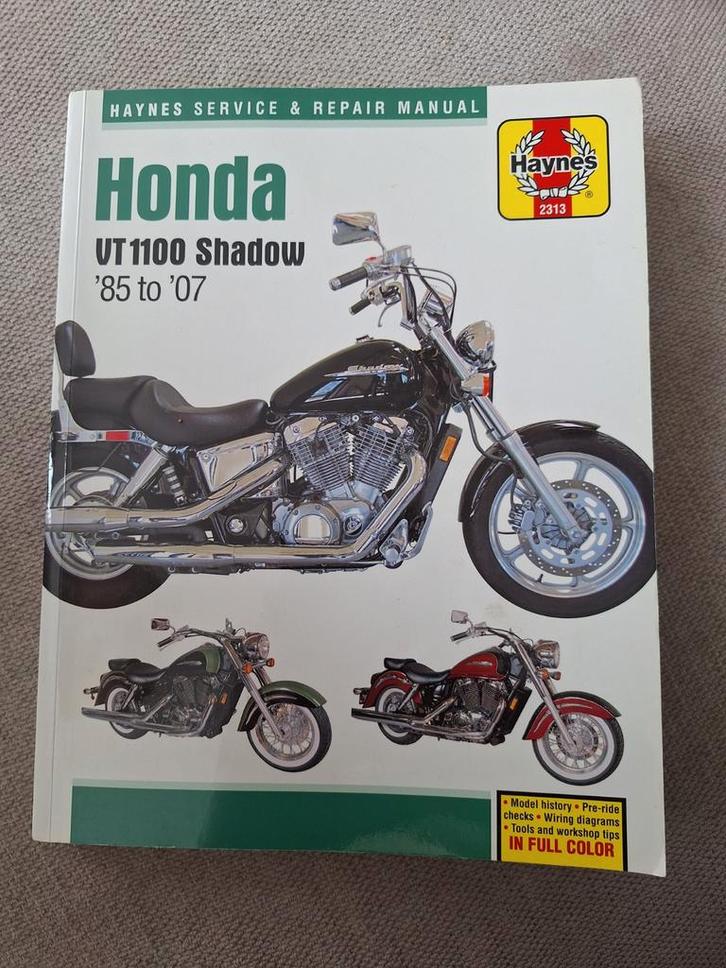 HAYNES SERVICE & REPAIR MANUAL
Haynes
®
2313
Honda
VT1100 Shadow
'85 to '07
Shadow
• Model history • Pre-ride
checks • Wiring diagrams
• Tools and workshop tips
IN FULL COLOR